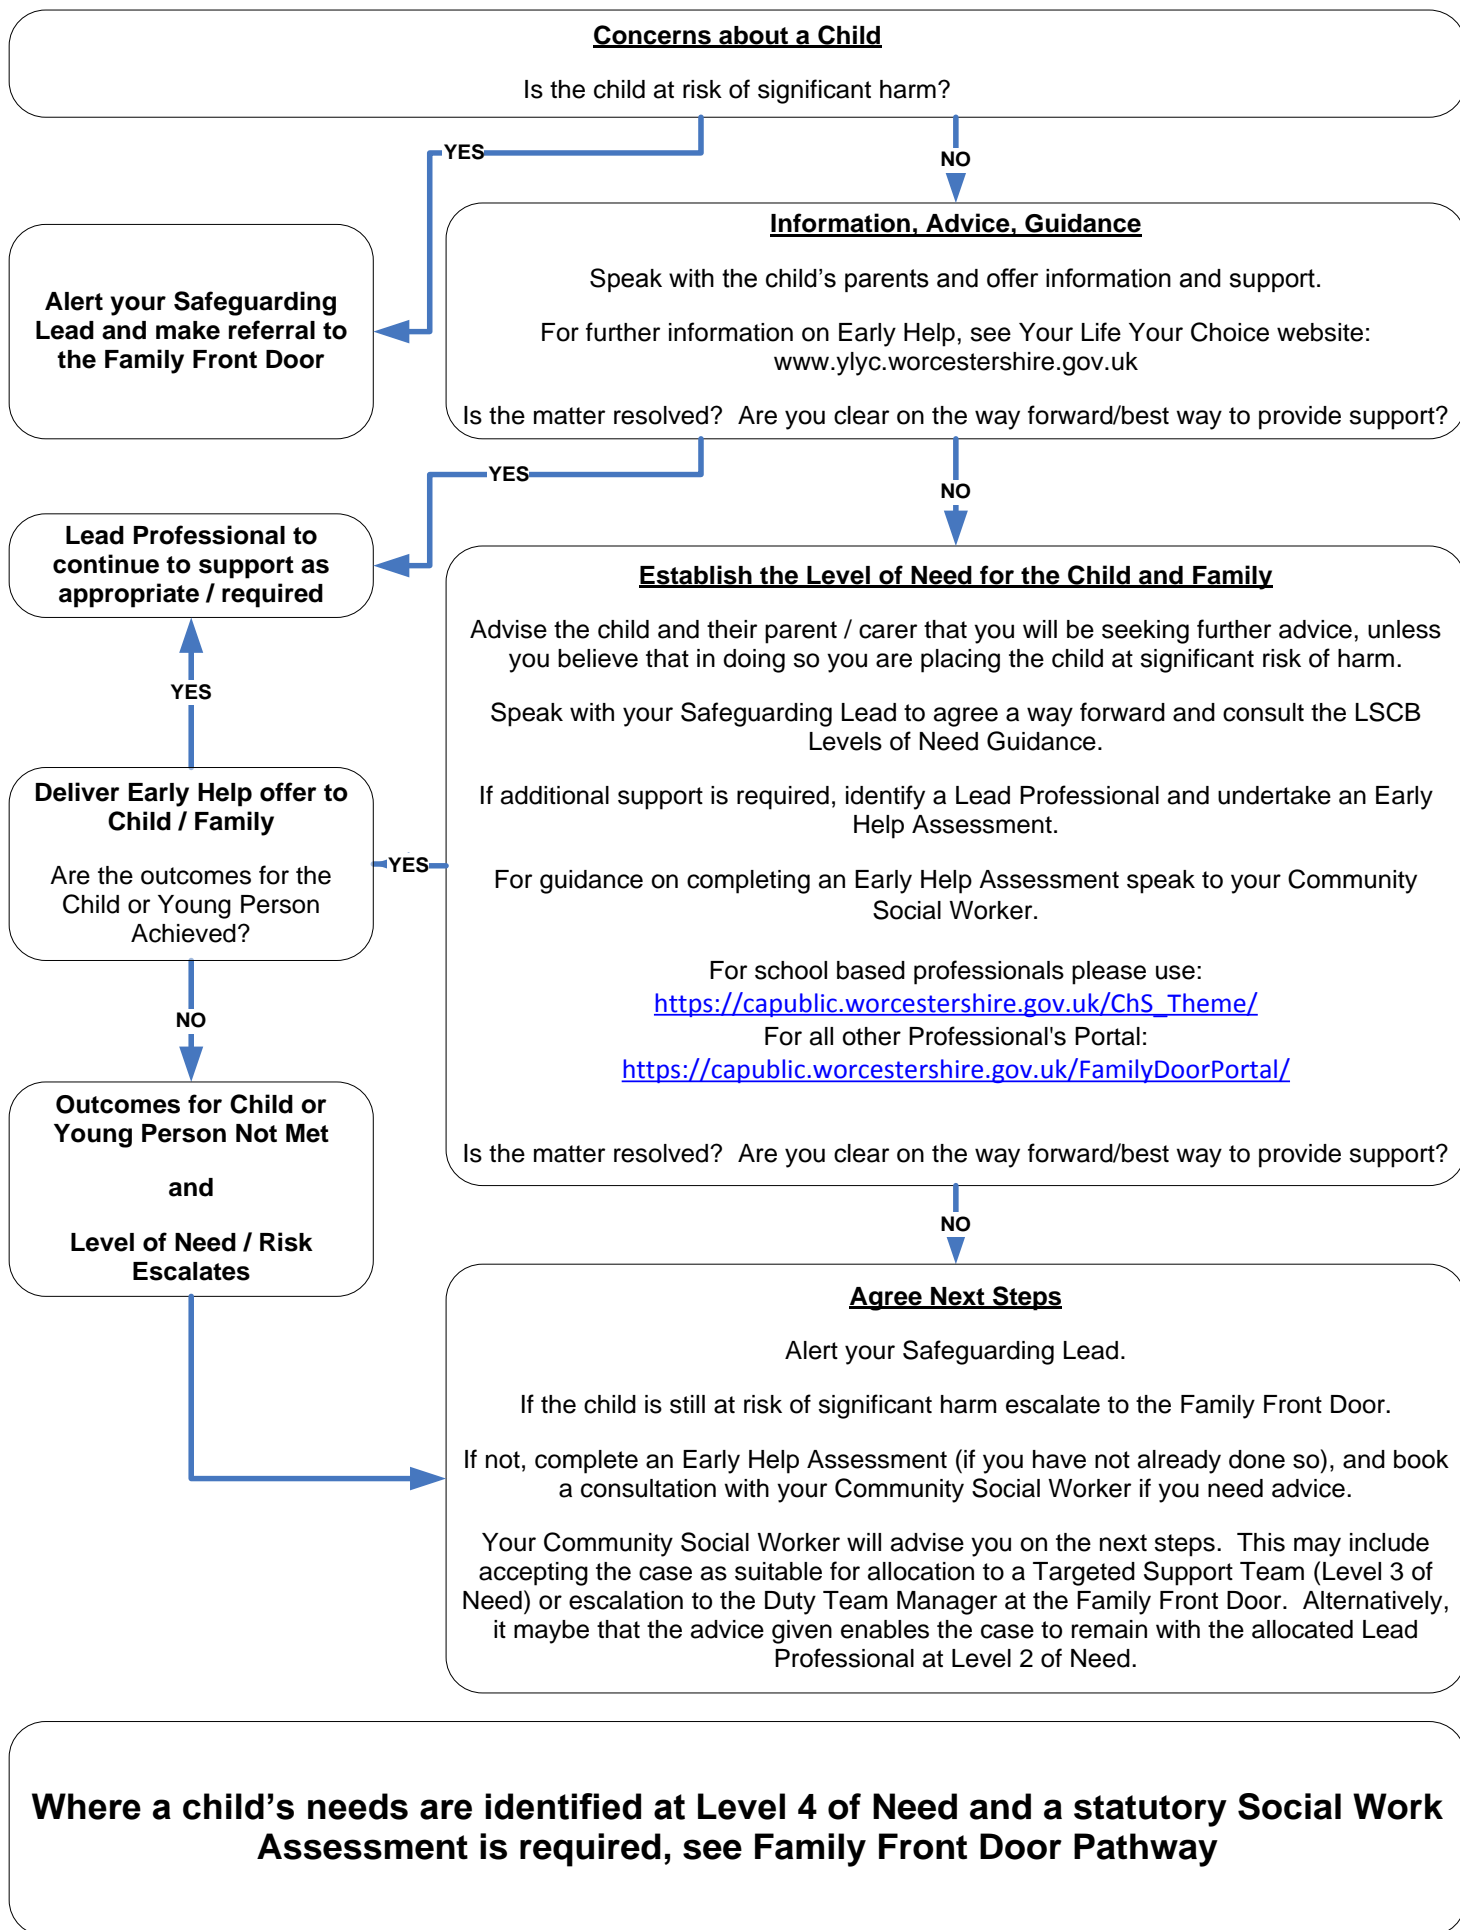 Concerns about a Child
Is the child at risk of significant harm?
YES
NO
Alert your Safeguarding
Lead and make referral to
the Family Front Door
Information, Advice, Guidance
Speak with the child's parents and offer information and support.
For further information on Early Help, see Your Life Your Choice website:
www.ylyc.worcestershire.gov.uk
Is the matter resolved?  Are you clear on the way forward/best way to provide support?
YES
NO
Lead Professional to
continue to support as
appropriate / required
YES
Establish the Level of Need for the Child and Family
Advise the child and their parent / carer that you will be seeking further advice, unless
you believe that in doing so you are placing the child at significant risk of harm.
Speak with your Safeguarding Lead to agree a way forward and consult the LSCB
Levels of Need Guidance.
If additional support is required, identify a Lead Professional and undertake an Early
Help Assessment.
For guidance on completing an Early Help Assessment speak to your Community
Social Worker.
For school based professionals please use:
https://capublic.worcestershire.gov.uk/ChS_Theme/
For all other Professional's Portal:
https://capublic.worcestershire.gov.uk/FamilyDoorPortal/
Is the matter resolved?  Are you clear on the way forward/best way to provide support?
YES
Deliver Early Help offer to
Child / Family
Are the outcomes for the
Child or Young Person
Achieved?
NO
Outcomes for Child or
Young Person Not Met
and
Level of Need / Risk
Escalates
NO
Agree Next Steps
Alert your Safeguarding Lead.
If the child is still at risk of significant harm escalate to the Family Front Door.
If not, complete an Early Help Assessment (if you have not already done so), and book
a consultation with your Community Social Worker if you need advice.
Your Community Social Worker will advise you on the next steps.  This may include
accepting the case as suitable for allocation to a Targeted Support Team (Level 3 of
Need) or escalation to the Duty Team Manager at the Family Front Door.  Alternatively,
it maybe that the advice given enables the case to remain with the allocated Lead
Professional at Level 2 of Need.
Where a child's needs are identified at Level 4 of Need and a statutory Social Work
Assessment is required, see Family Front Door Pathway